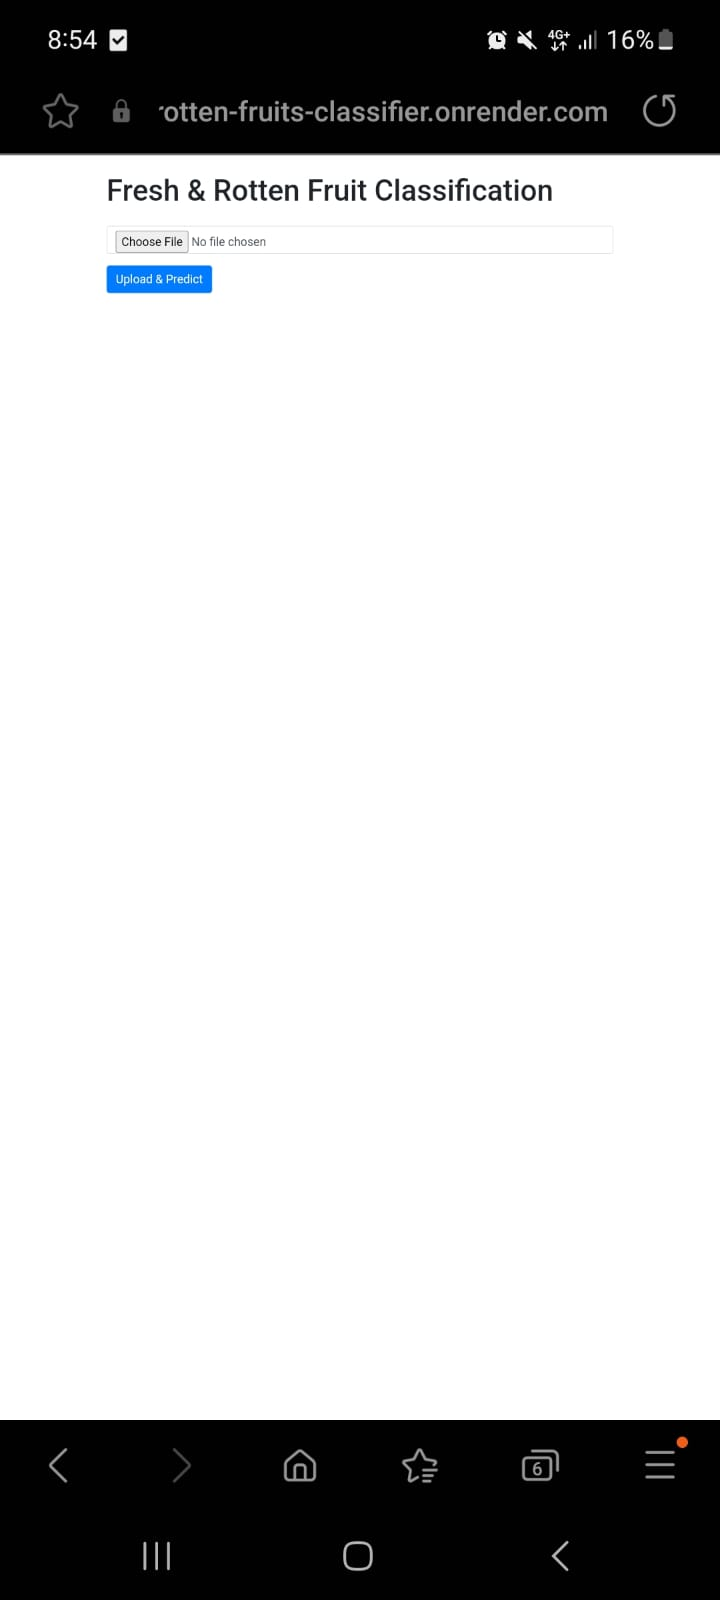 8:54
4G+ 16%
rotten-fruits-classifier.onrender.com
Fresh & Rotten Fruit Classification
Choose File No file chosen
Upload & Predict
6